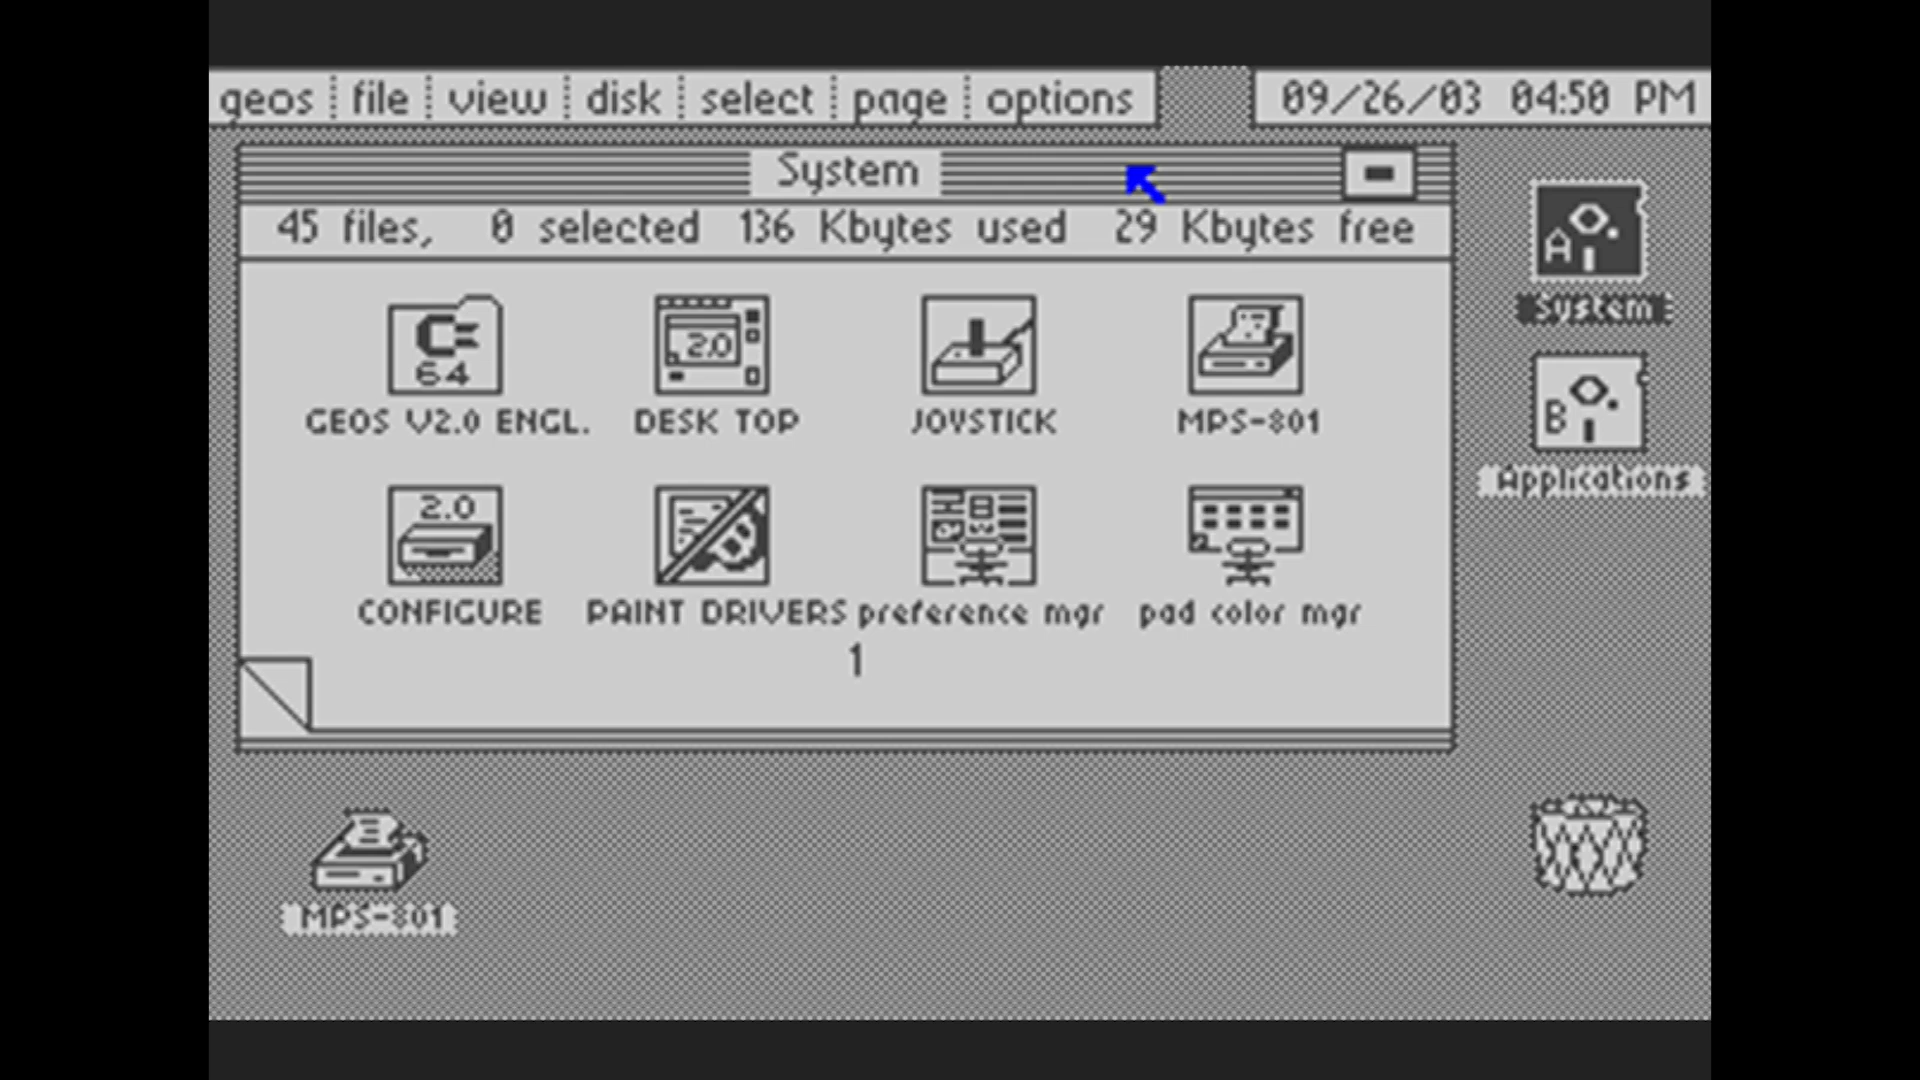 geos file view disk select page options 09/26/03 04:50 PM
System
45 files, 0 selected 136 Kbytes used 29 Kbytes free
A
System
64 2.0
GEOS V2.0 ENGL. DESK TOP JOYSTICK MPS-801
B
Applications
2.0
CONFIGURE PAINT DRIVERS preference mgr pad color mgr
1
MPS-801